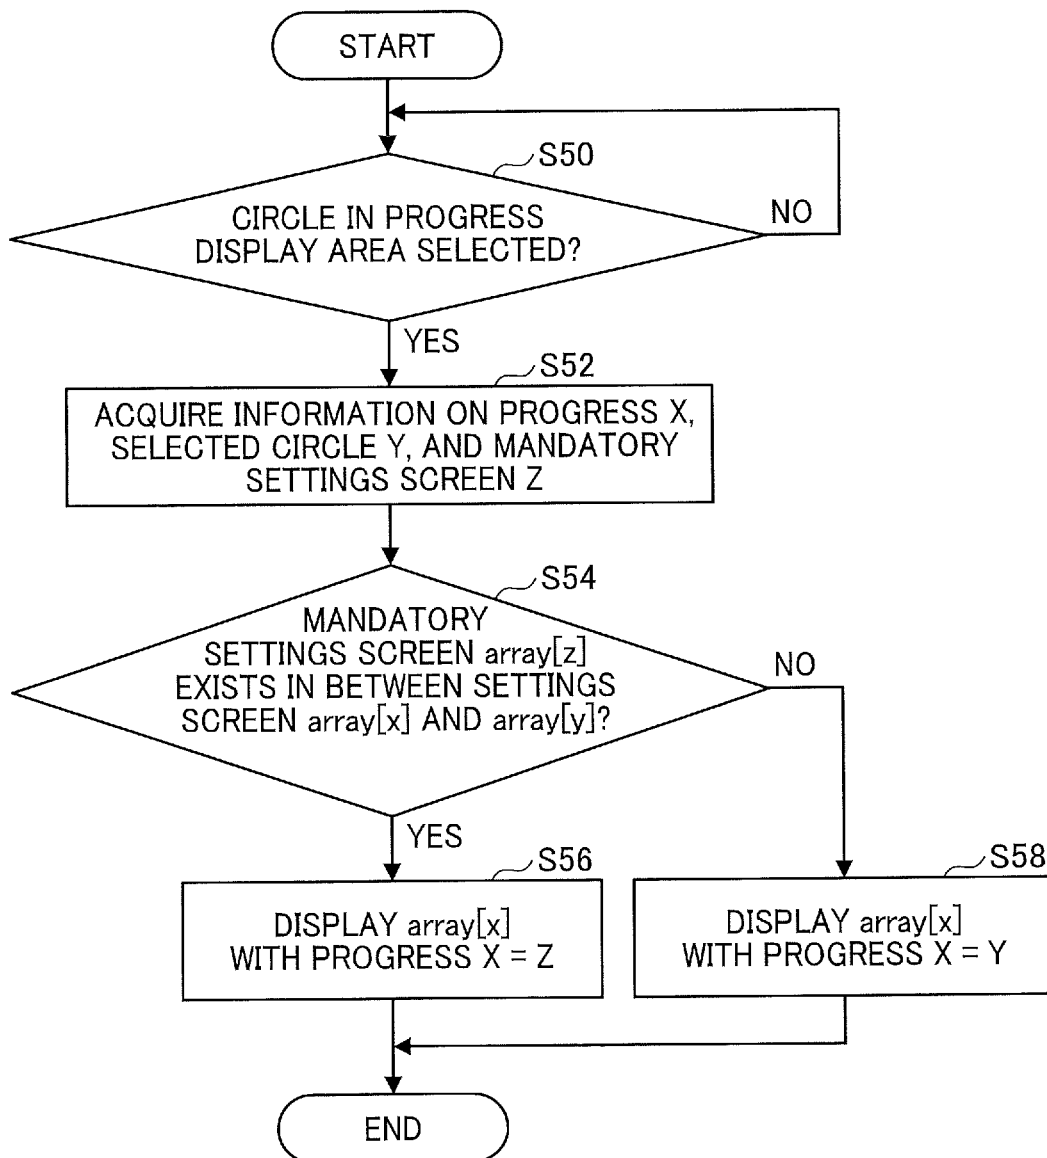 START
S50
CIRCLE IN PROGRESS
DISPLAY AREA SELECTED?
NO
YES
S52
ACQUIRE INFORMATION ON PROGRESS X,
SELECTED CIRCLE Y, AND MANDATORY
SETTINGS SCREEN Z
S54
MANDATORY
SETTINGS SCREEN array[z]
EXISTS IN BETWEEN SETTINGS
SCREEN array[x] AND array[y]?
NO
YES
S56
DISPLAY array[x]
WITH PROGRESS X = Z
S58
DISPLAY array[x]
WITH PROGRESS X = Y
END